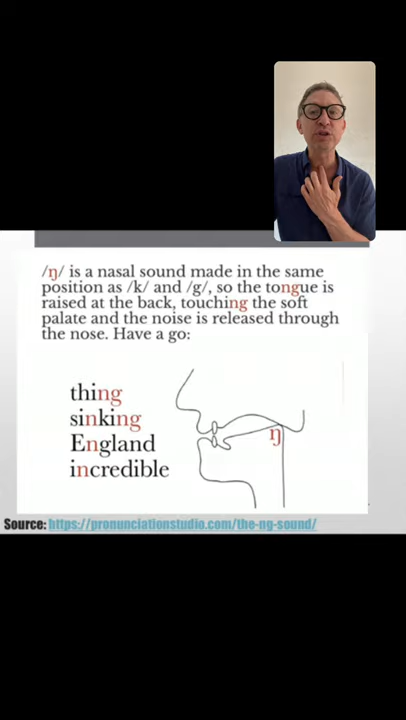 /ŋ/ is a nasal sound made in the same
position as /k/ and /g/, so the tongue is
raised at the back, touching the soft
palate and the noise is released through
the nose. Have a go:
thing
sinking
England
incredible
ŋ
Source: https://pronunciationstudio.com/the-ng-sound/